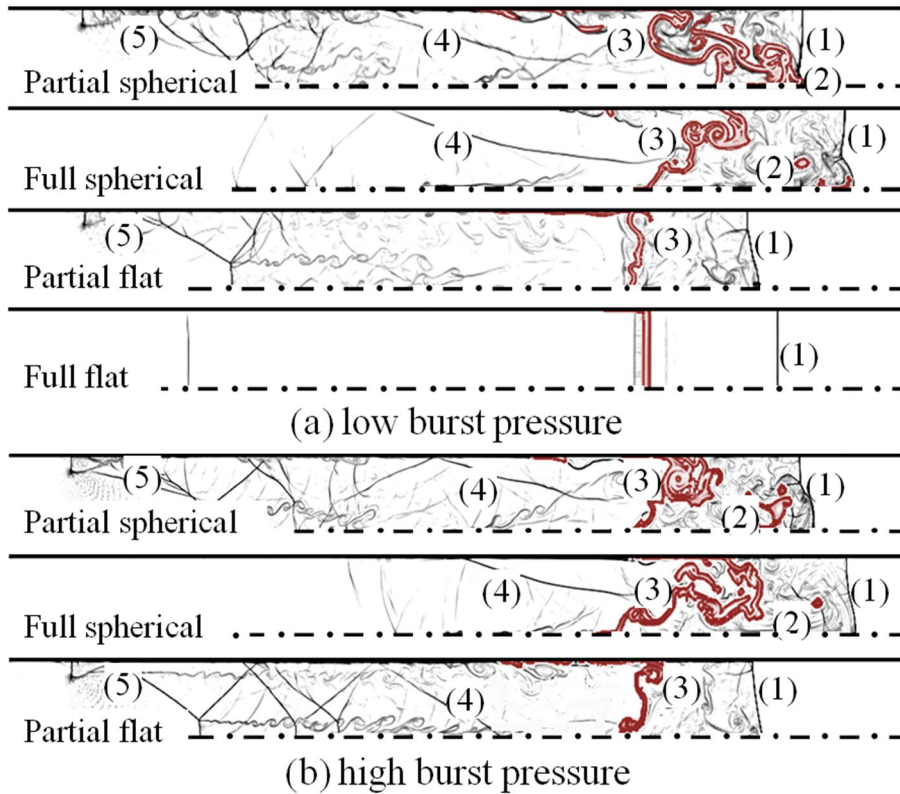 (5) (4) (3) (1)
Partial spherical (2)
(4) (3) (1)
Full spherical (2)
(5) (3) (1)
Partial flat
(1)
Full flat
(a) low burst pressure
(5) (4) (3) (1)
Partial spherical (2)
(4) (3) (1)
Full spherical (2)
(5) (4) (3) (1)
Partial flat
(b) high burst pressure